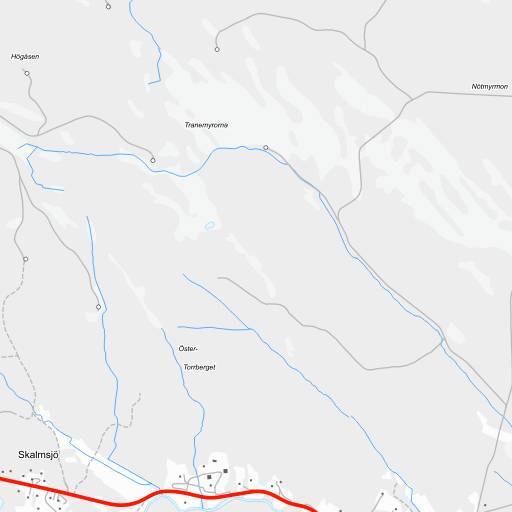 Högåsen
Nötmyrmon
Tranemyrorna
Öster-
Torrberget
Skalmsjö